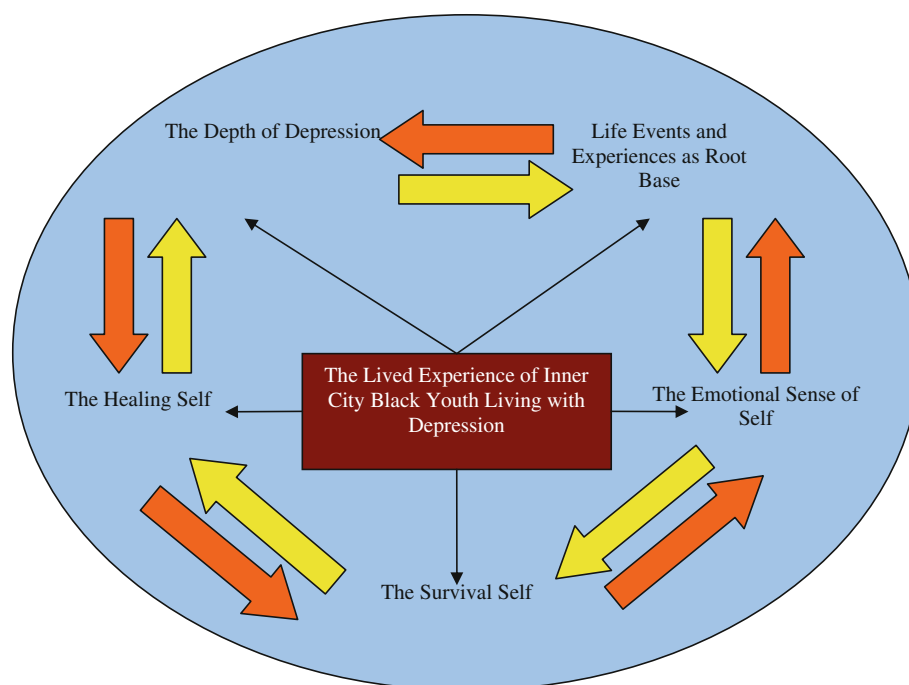 The Depth of Depression
Life Events and
Experiences as Root
Base
The Healing Self
The Lived Experience of Inner
City Black Youth Living with
Depression
The Emotional Sense of
Self
The Survival Self